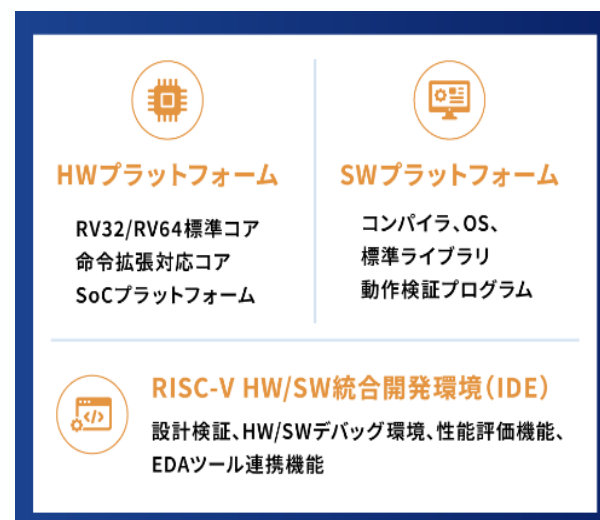 HWプラットフォーム
RV32/RV64標準コア
命令拡張対応コア
SoCプラットフォーム
SWプラットフォーム
コンパイラ、OS、
標準ライブラリ
動作検証プログラム
RISC-V HW/SW統合開発環境（IDE）
設計検証、HW/SWデバッグ環境、性能評価機能、
EDAツール連携機能